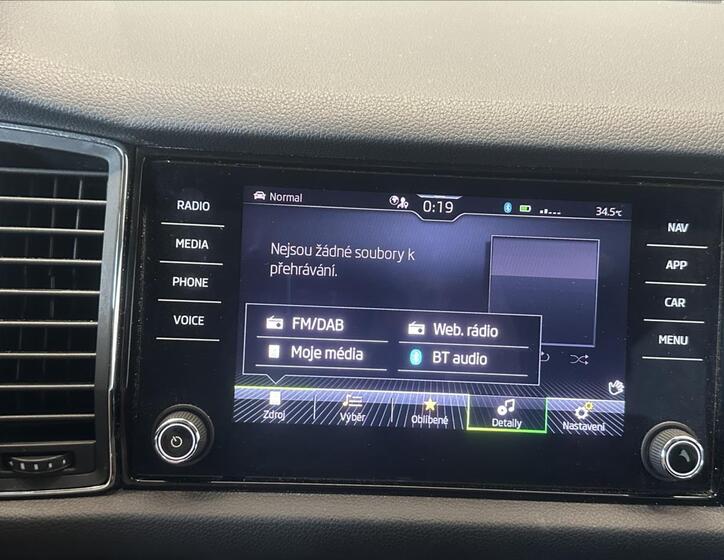 RADIO
MEDIA
PHONE
VOICE
Normal
0:19
34.5°C
Nejsou žádné soubory k
přehrávání.
FM/DAB
Web. rádio
Moje média
BT audio
Zdroj
Výběr
Oblíbené
Detaily
Nastavení
NAV
APP
CAR
MENU